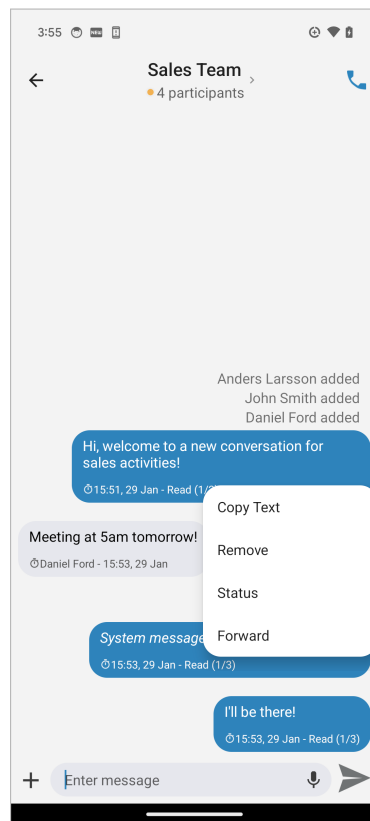 3:55
NEW
Sales Team
4 participants
Anders Larsson added
John Smith added
Daniel Ford added
Hi, welcome to a new conversation for
sales activities!
15:51, 29 Jan - Read (1/
Copy Text
Meeting at 5am tomorrow!
Remove
Daniel Ford - 15:53, 29 Jan
Status
System message
Forward
15:53, 29 Jan - Read (1/3)
I'll be there!
15:53, 29 Jan - Read (1/3)
Enter message